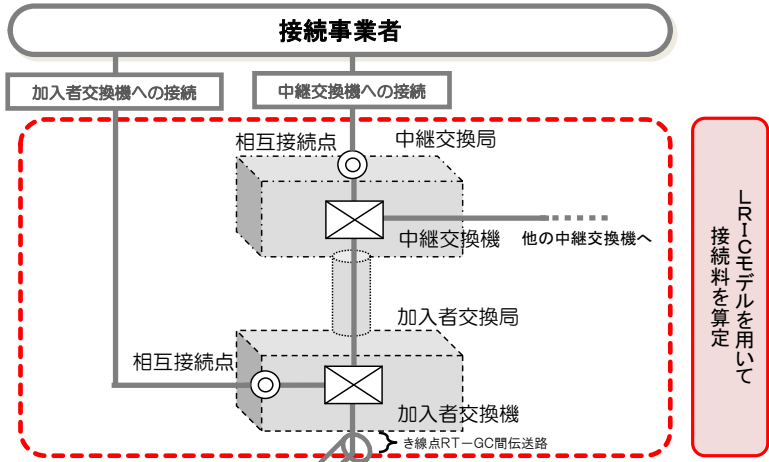 接続事業者
加入者交換機への接続
中継交換機への接続
相互接続点
中継交換局
中継交換機
他の中継交換機へ
加入者交換局
相互接続点
加入者交換機
き線点RT－GC間伝送路
LRICモデルを用いて
接続料を算定